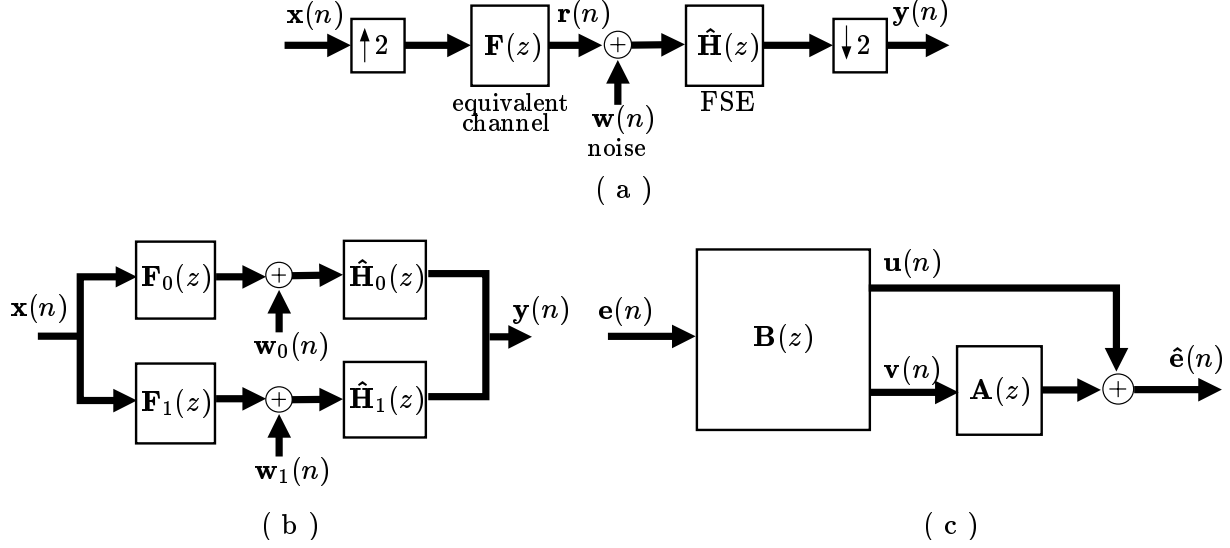 x(n) r(n) y(n)
↑2 F(z) + Ĥ(z) ↓2
equivalent
channel
w(n)
noise
FSE
( a )
x(n) F₀(z) + Ĥ₀(z)
w₀(n)
y(n)
F₁(z) + Ĥ₁(z)
w₁(n)
( b )
e(n) B(z) u(n)
v(n) A(z) + ê(n)
( c )